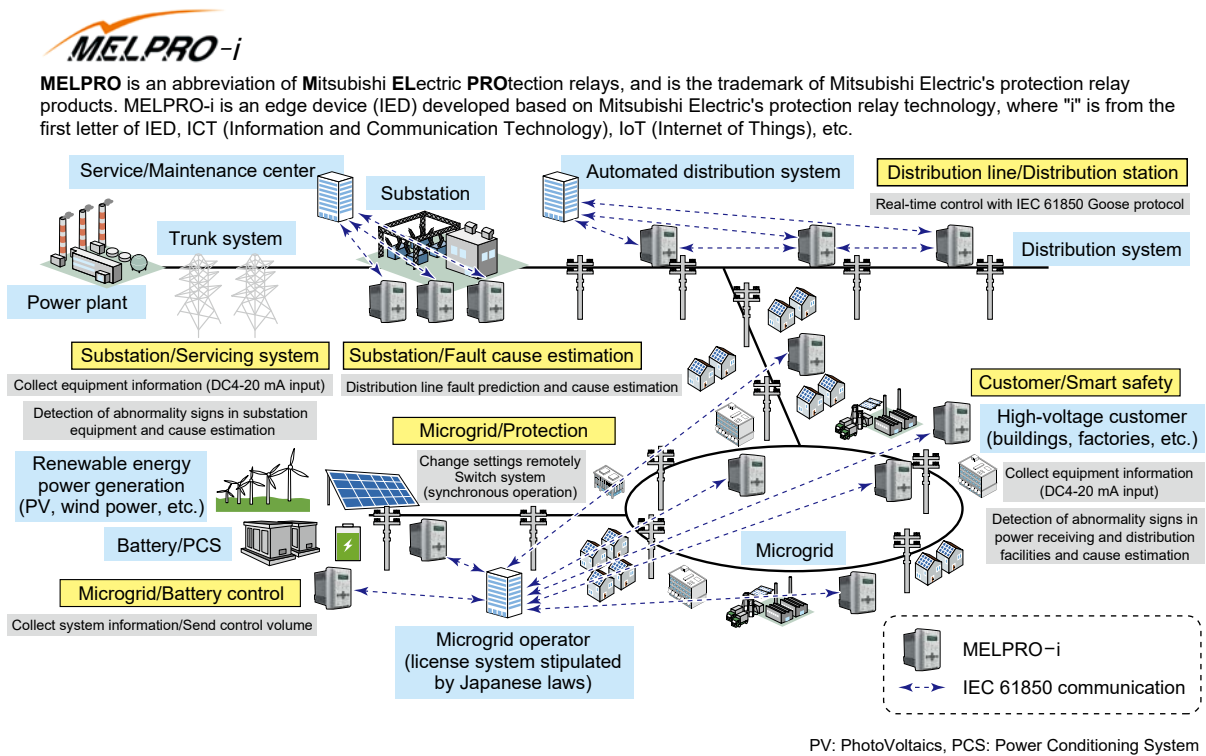 MELPRO-i
MELPRO is an abbreviation of Mitsubishi ELectric PROtection relays, and is the trademark of Mitsubishi Electric's protection relay
products. MELPRO-i is an edge device (IED) developed based on Mitsubishi Electric's protection relay technology, where "i" is from the
first letter of IED, ICT (Information and Communication Technology), IoT (Internet of Things), etc.
Service/Maintenance center
Substation
Automated distribution system
Distribution line/Distribution station
Real-time control with IEC 61850 Goose protocol
Trunk system
Distribution system
Power plant
Substation/Servicing system
Collect equipment information (DC4-20 mA input)
Detection of abnormality signs in substation
equipment and cause estimation
Substation/Fault cause estimation
Distribution line fault prediction and cause estimation
Customer/Smart safety
High-voltage customer
(buildings, factories, etc.)
Collect equipment information
(DC4-20 mA input)
Detection of abnormality signs in
power receiving and distribution
facilities and cause estimation
Microgrid/Protection
Change settings remotely
Switch system
(synchronous operation)
Renewable energy
power generation
(PV, wind power, etc.)
Battery/PCS
Microgrid
Microgrid/Battery control
Collect system information/Send control volume
Microgrid operator
(license system stipulated
by Japanese laws)
MELPRO−i
IEC 61850 communication
PV: PhotoVoltaics, PCS: Power Conditioning System